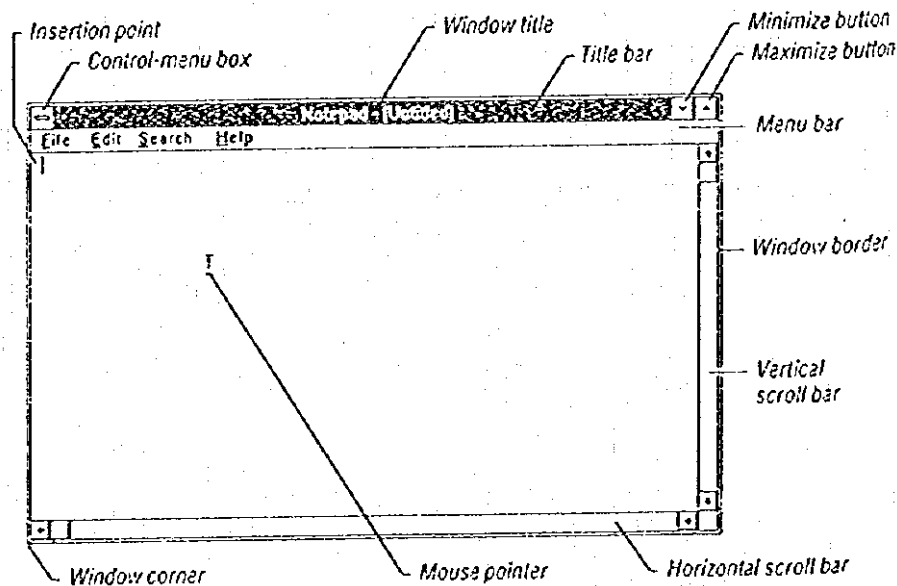 Insertion point
Control-menu box
Window title
Title bar
Minimize button
Maximize button
Notepad - [Untitled]
File Edit Search Help
Menu bar
Window border
Vertical
scroll bar
Window corner
Mouse pointer
Horizontal scroll bar